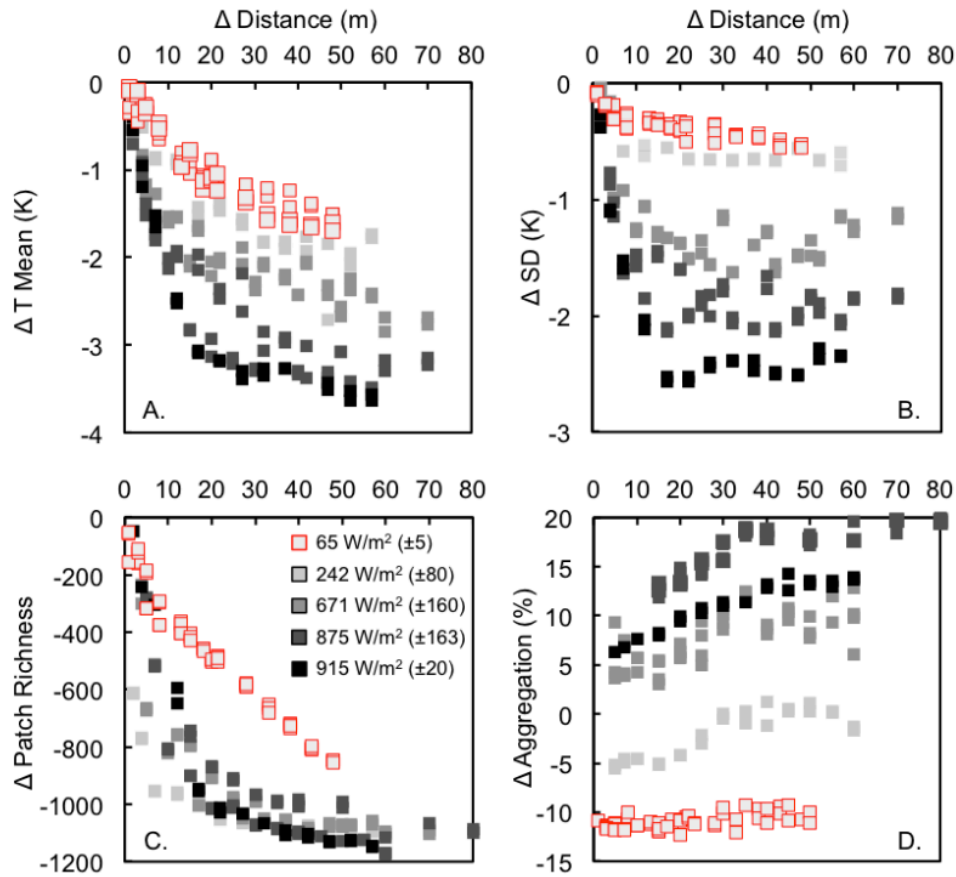 Δ Distance (m)
0 10 20 30 40 50 60 70 80
0
-1
-2
-3
-4
Δ T Mean (K)
A.
Δ Distance (m)
0 10 20 30 40 50 60 70 80
0
-1
-2
-3
Δ SD (K)
B.
0 10 20 30 40 50 60 70 80
0
-200
-400
-600
-800
-1000
-1200
Δ Patch Richness
65 W/m² (±5)
242 W/m² (±80)
671 W/m² (±160)
875 W/m² (±163)
915 W/m² (±20)
C.
0 10 20 30 40 50 60 70 80
20
15
10
5
0
-5
-10
-15
Δ Aggregation (%)
D.